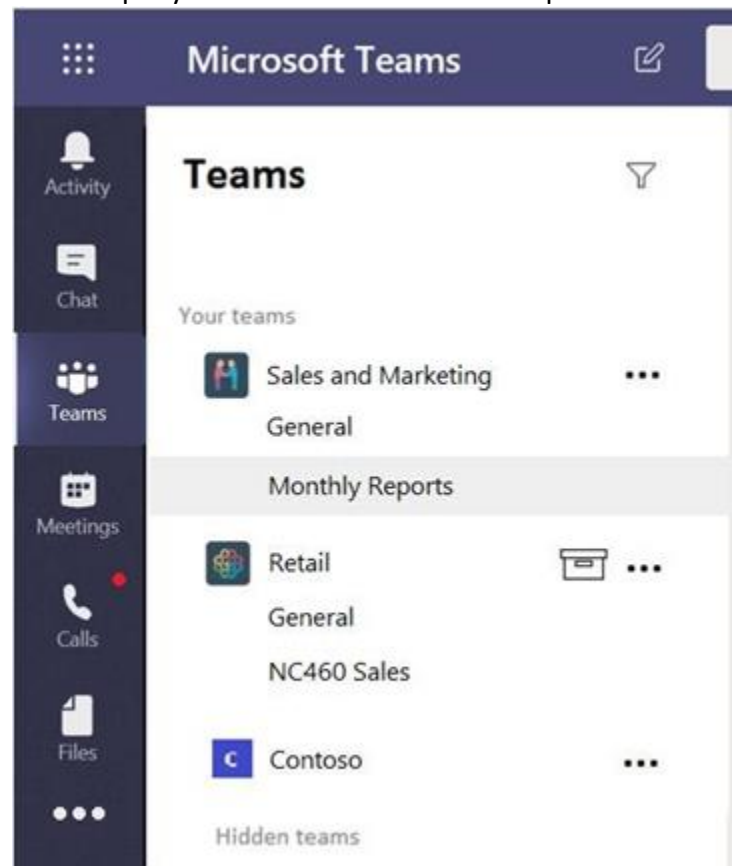 Microsoft Teams
Activity
Teams
Chat
Your teams
Sales and Marketing
Teams
General
Monthly Reports
Meetings
Retail
General
Calls
NC460 Sales
Files
C Contoso
Hidden teams